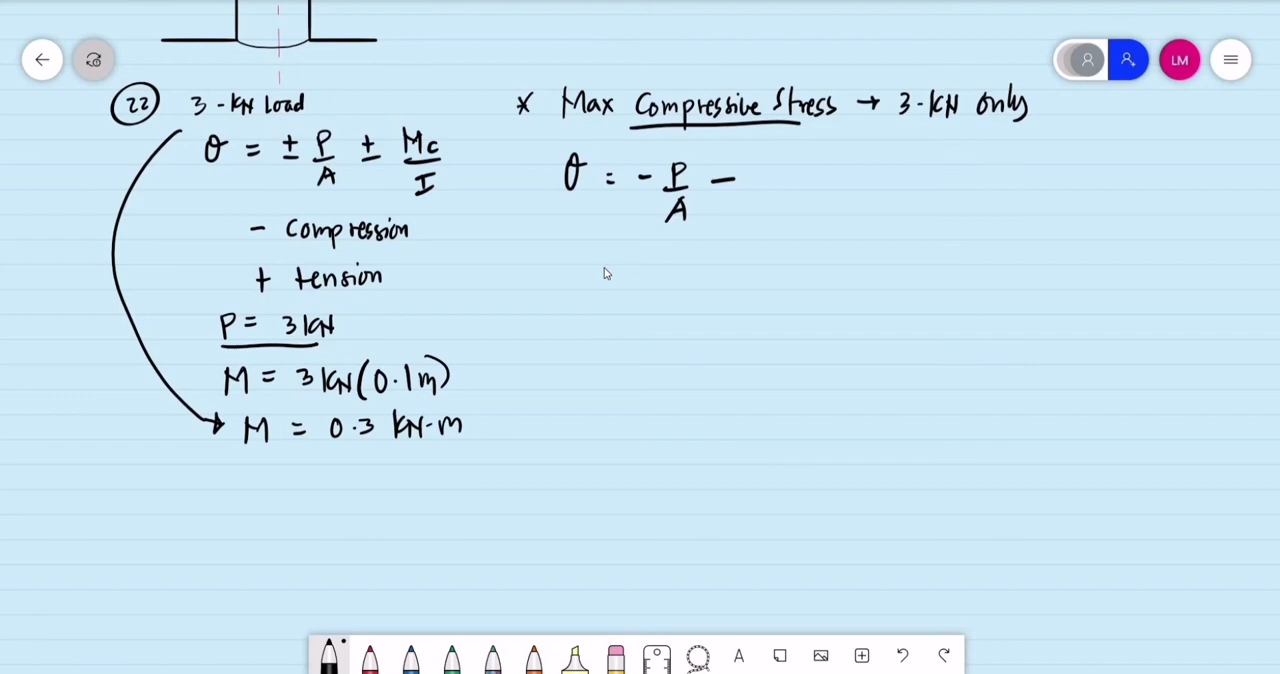 LM
22 3-kN Load
σ = ± P/A ± Mc/I
- Compression
+ tension
P = 3 kN
M = 3 kN(0.1m)
M = 0.3 kN-m
* Max Compressive Stress → 3-kN only
σ = - P/A -
A